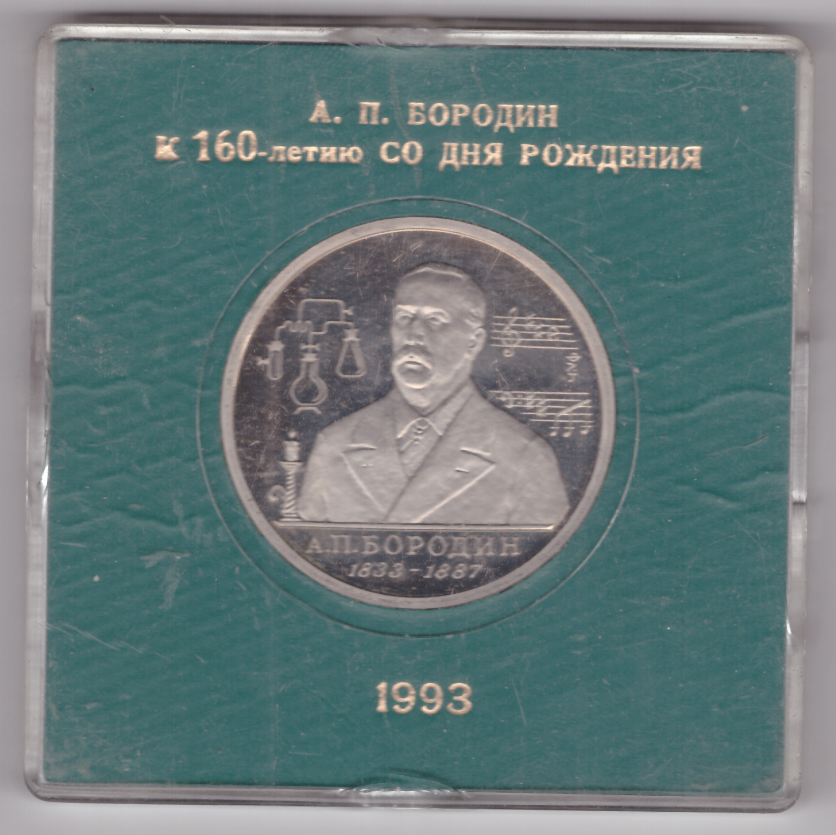 А. П. БОРОДИН
К 160-летию СО ДНЯ РОЖДЕНИЯ
А.П.БОРОДИН
1833-1887
1993